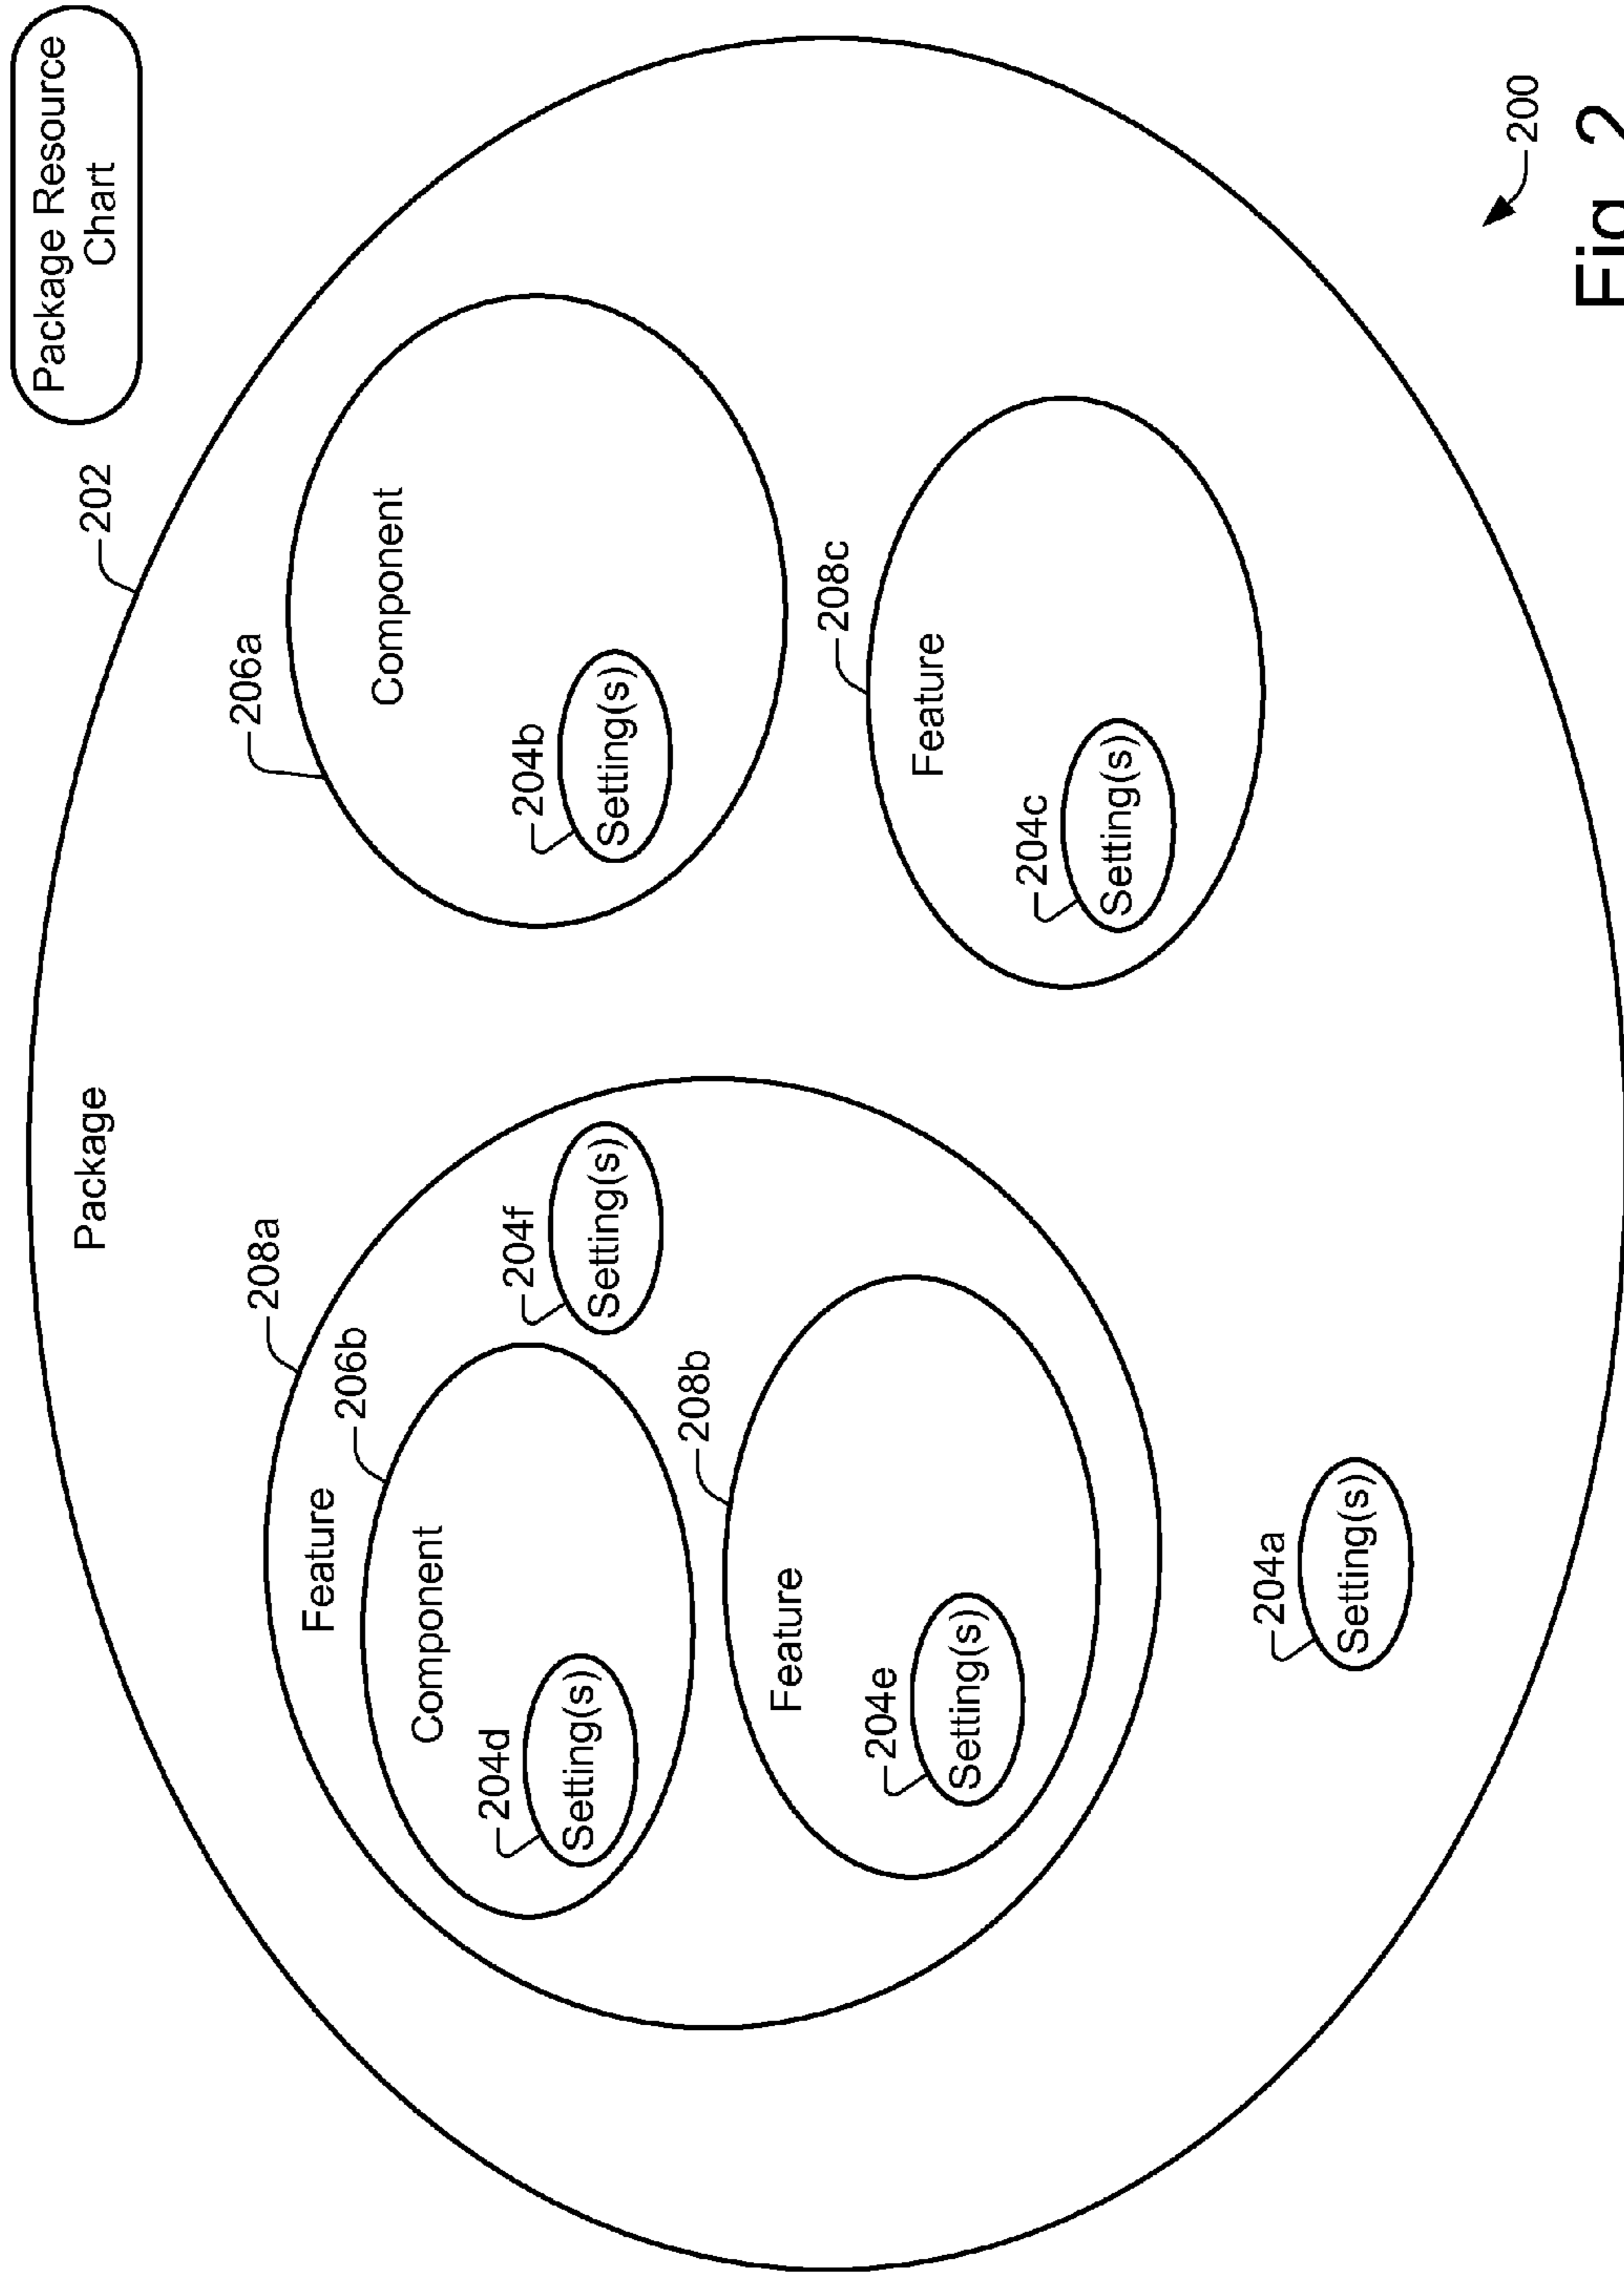 Package Resource
Chart
Package
202
208a
Feature
206b
Component
204d
Setting(s)
204f
Setting(s)
208b
Feature
204e
Setting(s)
204a
Setting(s)
206a
Component
204b
Setting(s)
208c
Feature
204c
Setting(s)
200
Fig. 2